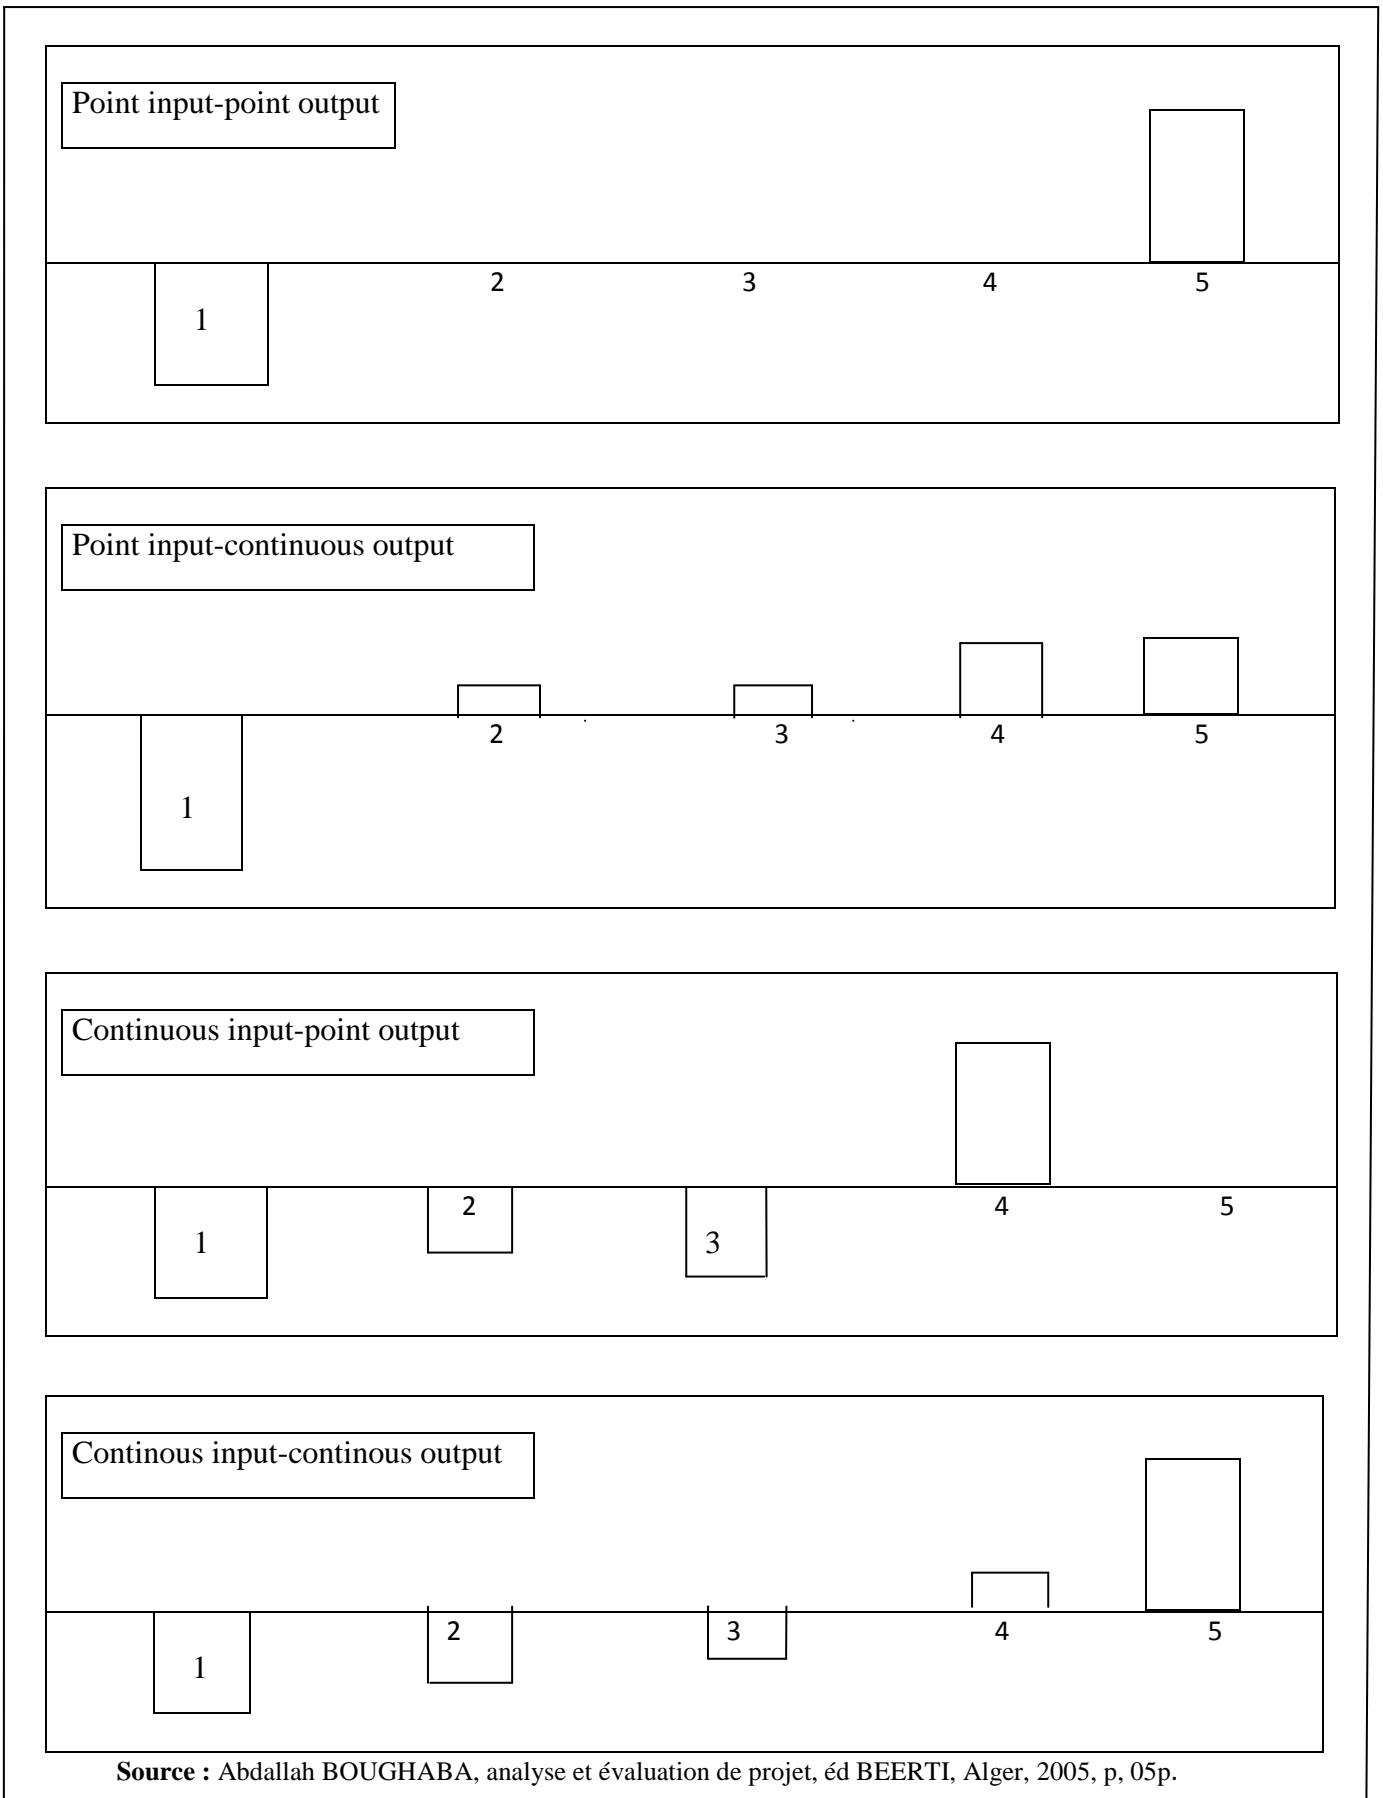 Point input-point output
2 3 4 5
1
Point input-continuous output
2 3 4 5
1
Continuous input-point output
2 4 5
1 3
Continous input-continous output
2 3 4 5
1
Source : Abdallah BOUGHABA, analyse et évaluation de projet, éd BEERTI, Alger, 2005, p, 05p.